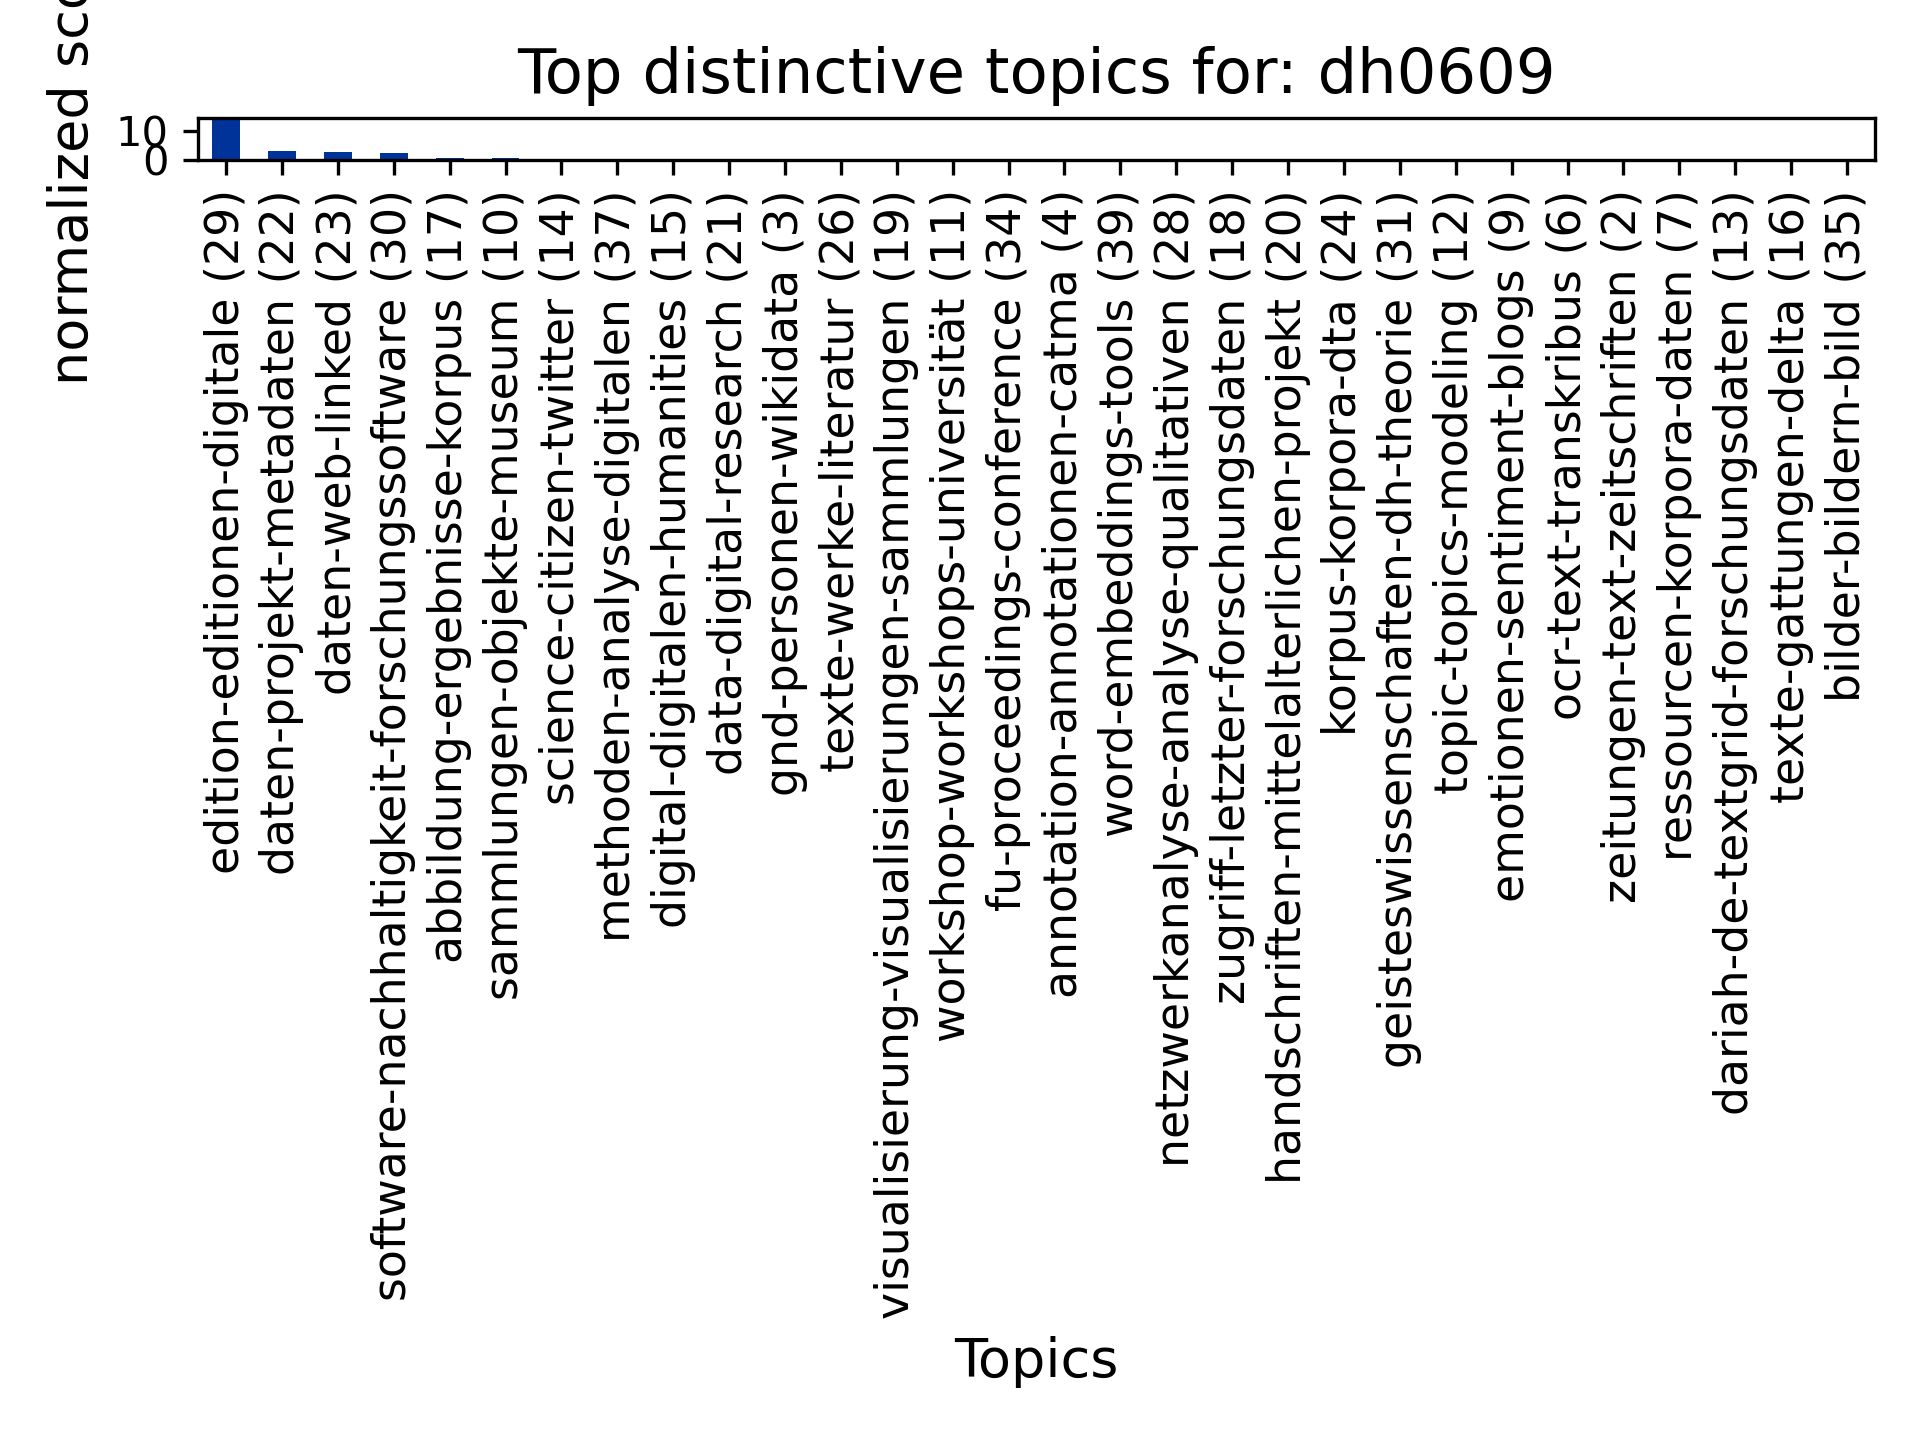 Top distinctive topics for: dh0609
normalized
10
0
edition-editionen-digitale (29)
daten-projekt-metadaten (22)
daten-web-linked (23)
software-nachhaltigkeit-forschungssoftware (30)
abbildung-ergebnisse-korpus (17)
sammlungen-objekte-museum (10)
science-citizen-twitter (14)
methoden-analyse-digitalen (37)
digital-digitalen-humanities (15)
data-digital-research (21)
gnd-personen-wikidata (3)
texte-werke-literatur (26)
visualisierung-visualisierungen-sammlungen (19)
workshop-workshops-universität (11)
fu-proceedings-conference (34)
annotation-annotationen-catma (4)
word-embeddings-tools (39)
netzwerkanalyse-analyse-qualitativen (28)
zugriff-letzter-forschungsdaten (18)
handschriften-mittelalterlichen-projekt (20)
korpus-korpora-dta (24)
geisteswissenschaften-dh-theorie (31)
topic-topics-modeling (12)
emotionen-sentiment-blogs (9)
ocr-text-transkribus (6)
zeitungen-text-zeitschriften (2)
ressourcen-korpora-daten (7)
dariah-de-textgrid-forschungsdaten (13)
texte-gattungen-delta (16)
bilder-bildern-bild (35)
Topics